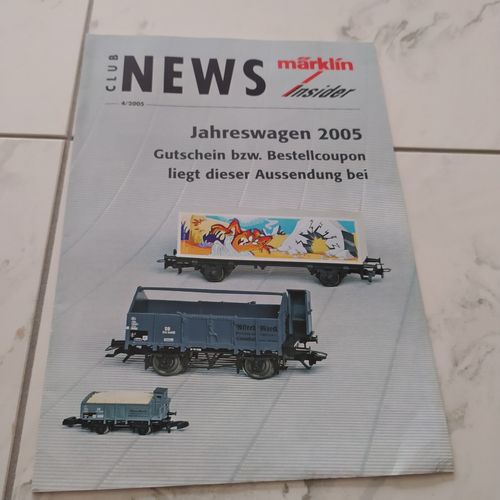 CLUB
NEWS
märklin
Insider
4/2005
Jahreswagen 2005
Gutschein bzw. Bestellcoupon
liegt dieser Aussendung bei